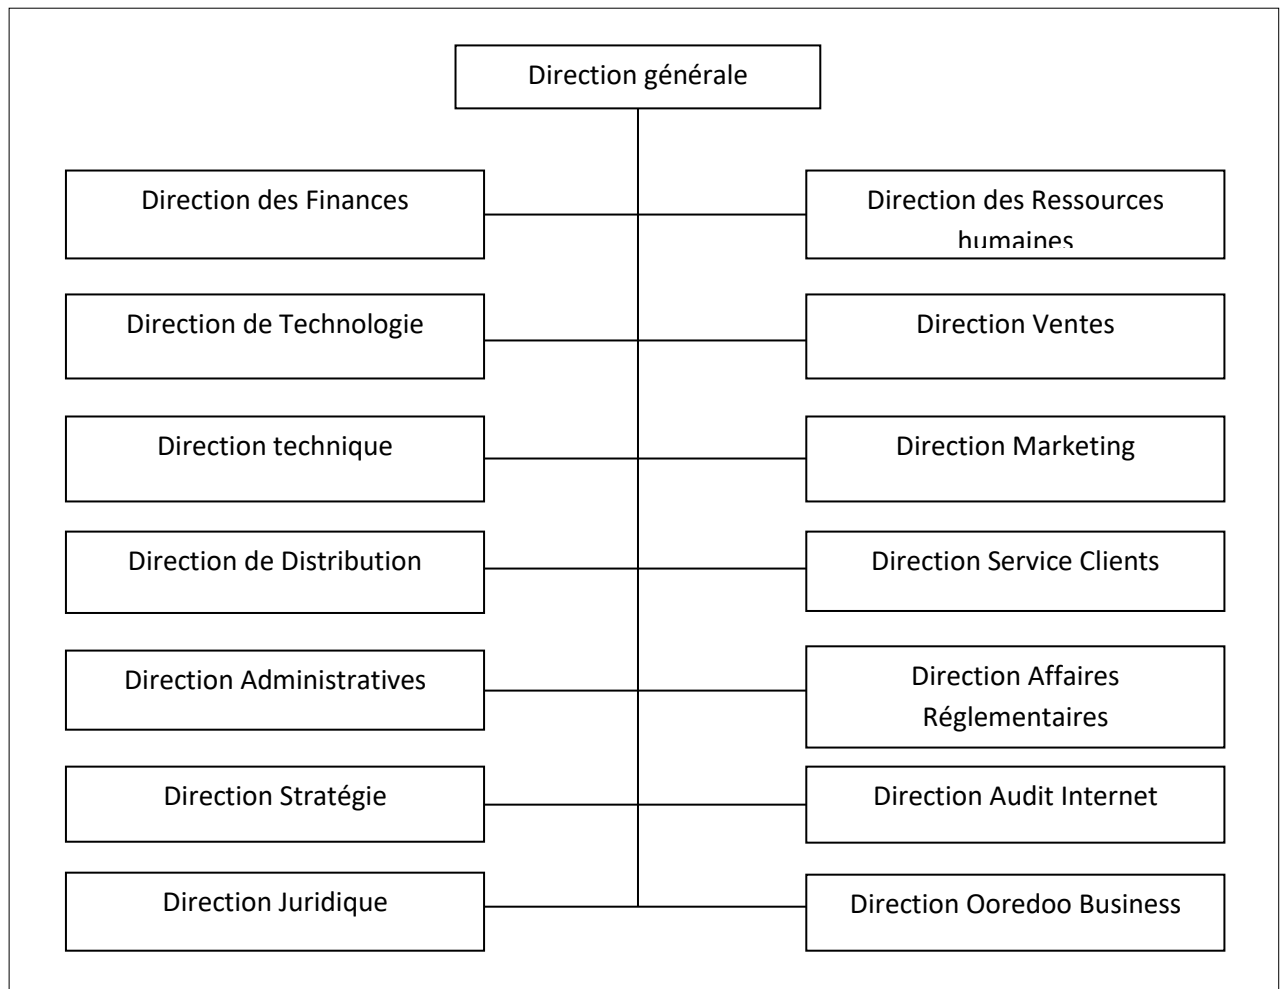 Direction générale
Direction des Finances
Direction des Ressources
humaines
Direction de Technologie
Direction Ventes
Direction technique
Direction Marketing
Direction de Distribution
Direction Service Clients
Direction Administratives
Direction Affaires
Réglementaires
Direction Stratégie
Direction Audit Internet
Direction Juridique
Direction Ooredoo Business